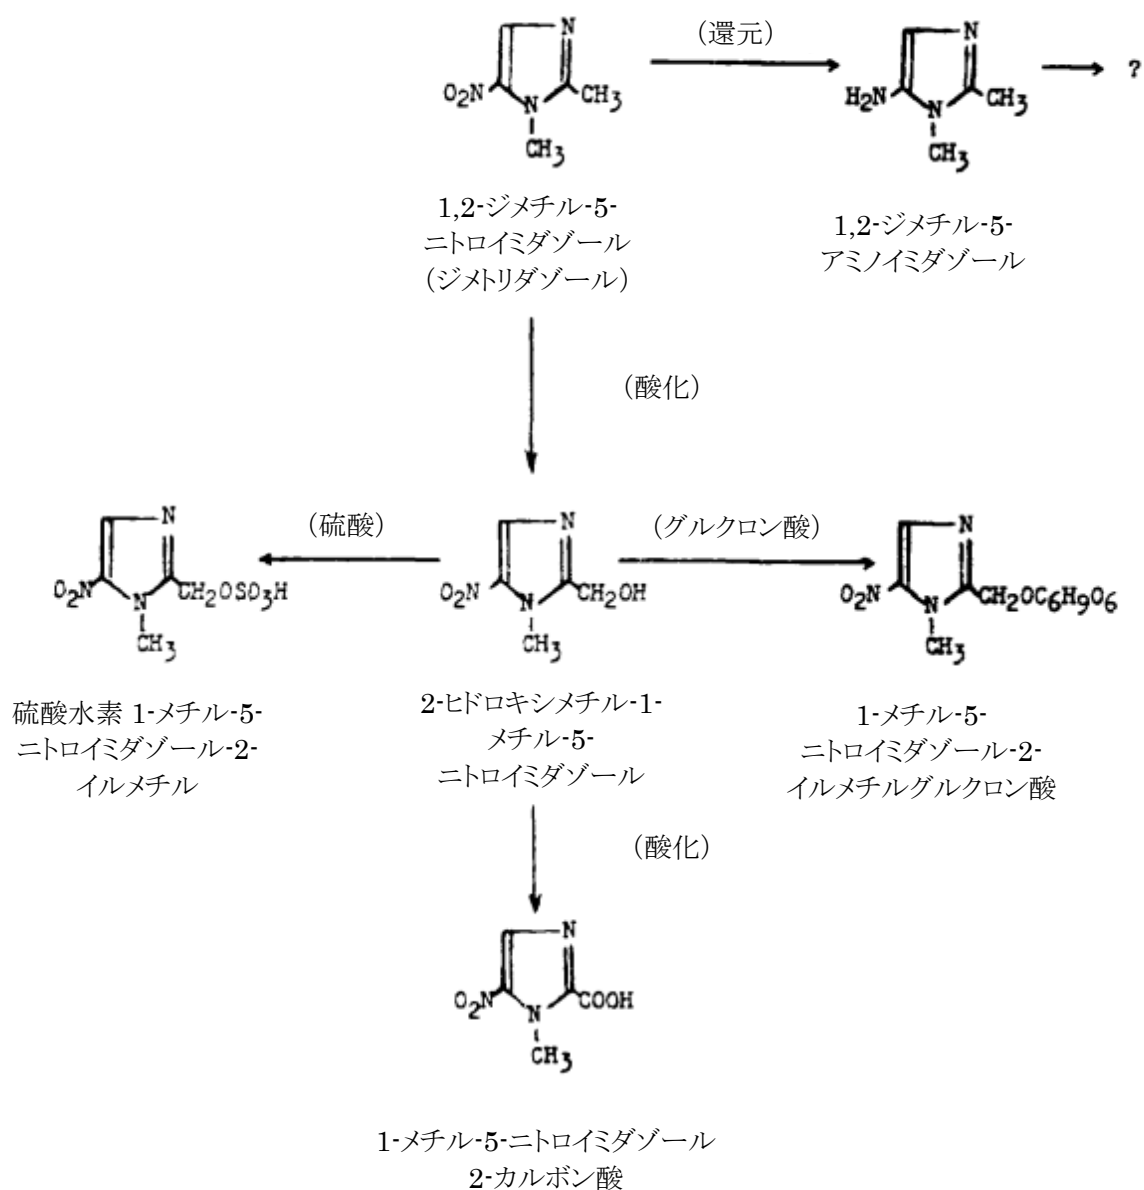 N
(還元)
N
?
O2N
N
CH3
H2N
N
CH3
CH3
CH3
1,2-ジメチル-5-
ニトロイミダゾール
(ジメトリダゾール)
1,2-ジメチル-5-
アミノイミダゾール
(酸化)
N
(硫酸)
N
(グルクロン酸)
N
O2N
N
CH2OSO3H
O2N
N
CH2OH
O2N
N
CH2OC6H9O6
CH3
CH3
CH3
硫酸水素 1-メチル-5-
ニトロイミダゾール-2-
イルメチル
2-ヒドロキシメチル-1-
メチル-5-
ニトロイミダゾール
1-メチル-5-
ニトロイミダゾール-2-
イルメチルグルクロン酸
(酸化)
N
O2N
N
COOH
CH3
1-メチル-5-ニトロイミダゾール
2-カルボン酸